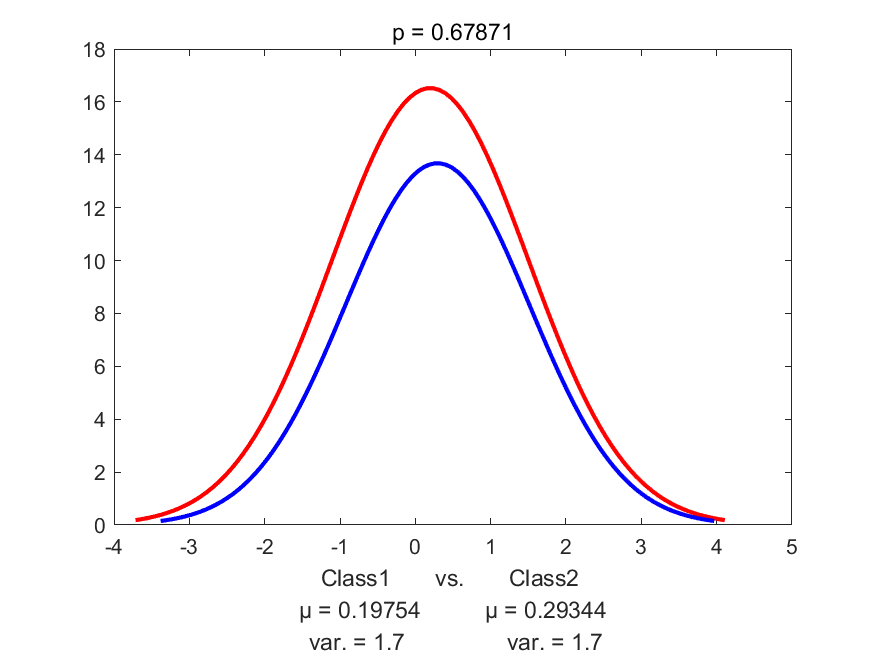 p = 0.67871
18
16
14
12
10
8
6
4
2
0
-4 -3 -2 -1 0 1 2 3 4 5
Class1 vs. Class2
μ = 0.19754 μ = 0.29344
var. = 1.7 var. = 1.7